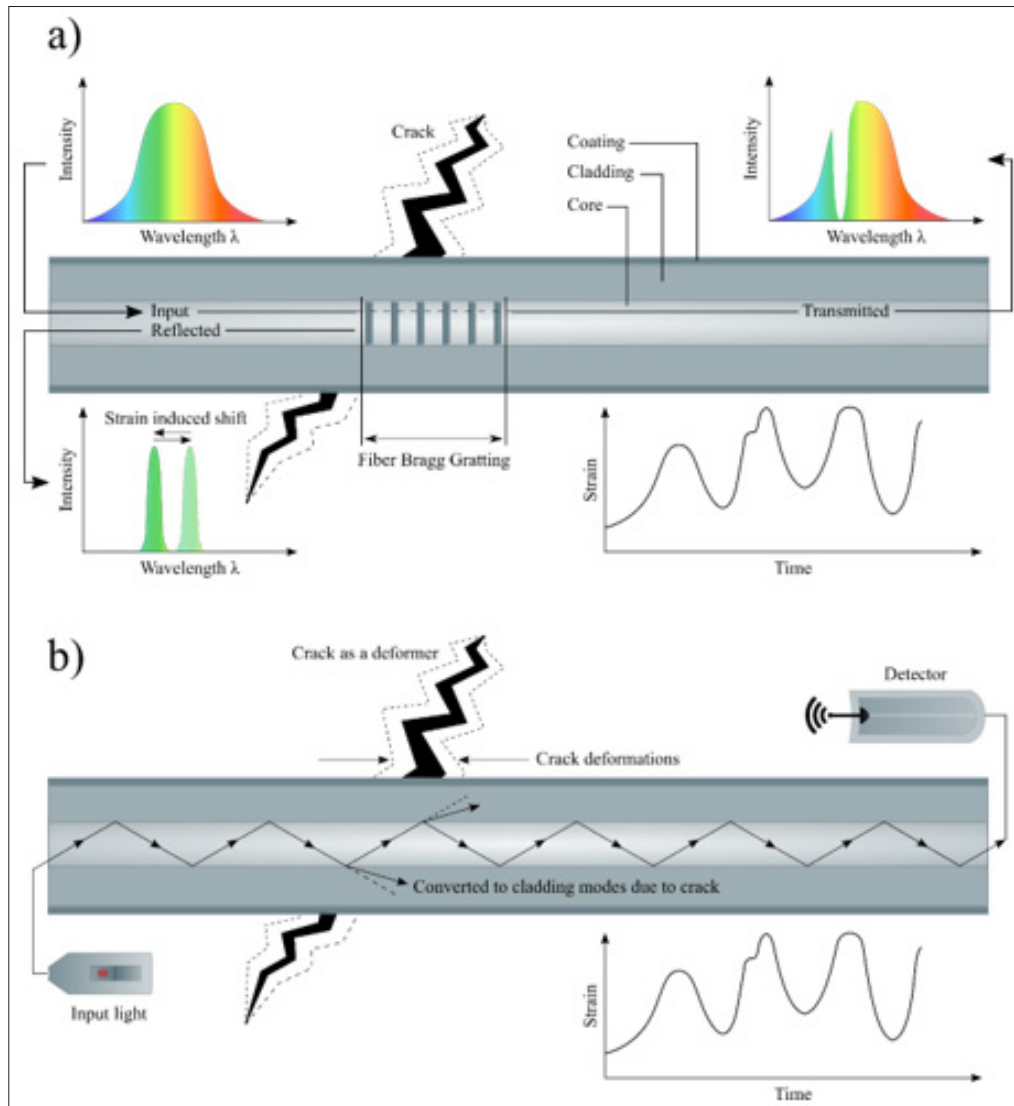 a)
Intensity
Wavelength λ
Crack
Coating
Cladding
Core
Intensity
Wavelength λ
Input
Reflected
Transmitted
Strain induced shift
Intensity
Wavelength λ
Fiber Bragg Gratting
Strain
Time
b)
Crack as a deformer
Detector
Crack deformations
Converted to cladding modes due to crack
Input light
Strain
Time